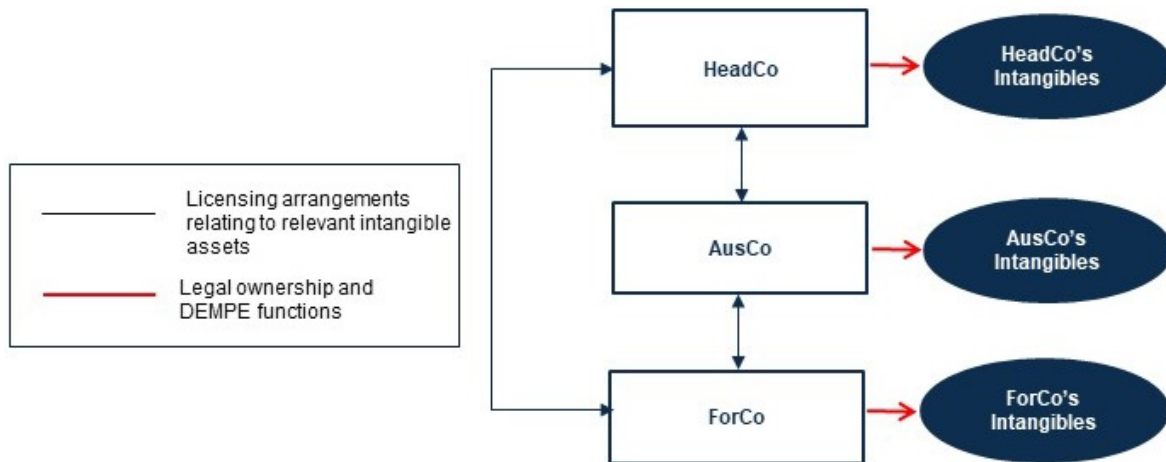 HeadCo
HeadCo's
Intangibles
Licensing arrangements
relating to relevant intangible
assets
Legal ownership and
DEMPE functions
AusCo
AusCo's
Intangibles
ForCo
ForCo's
Intangibles